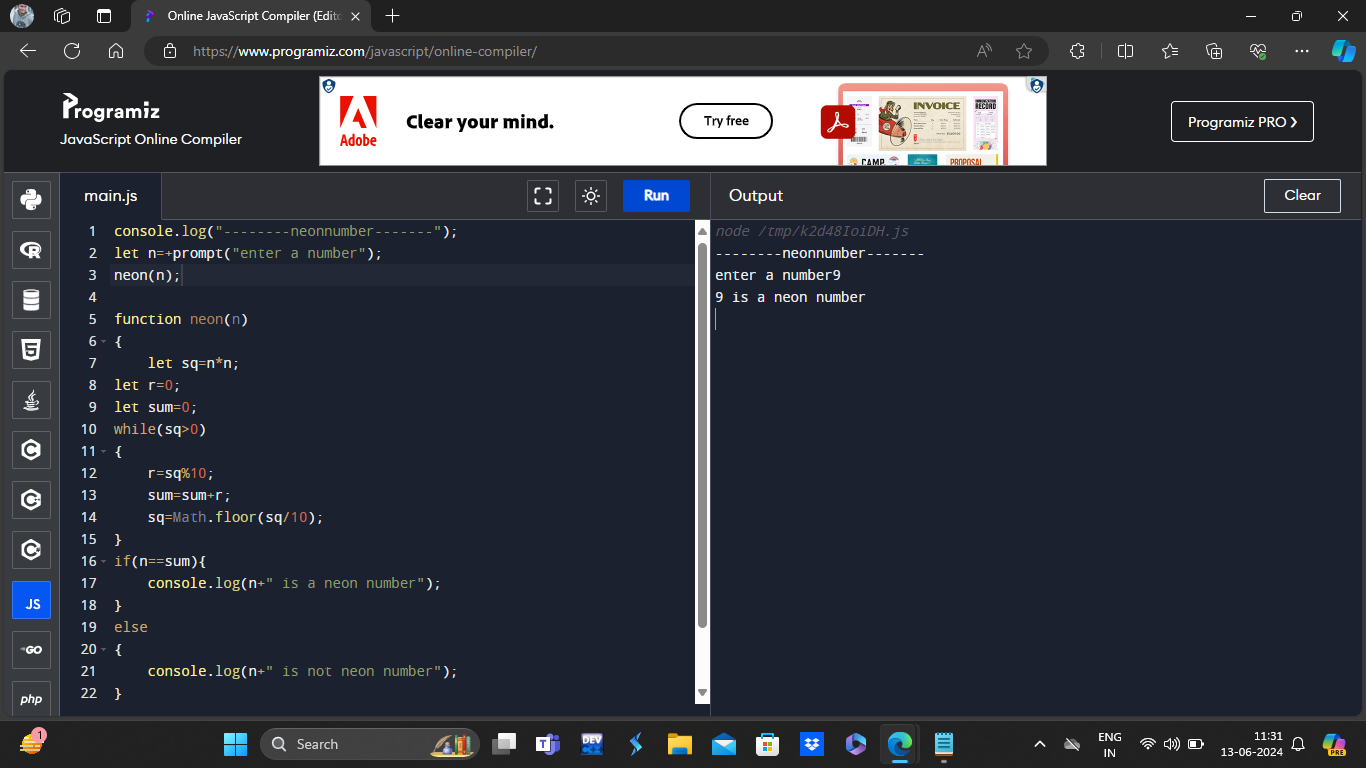 Online JavaScript Compiler (Edito
https://www.programiz.com/javascript/online-compiler/
Programiz
JavaScript Online Compiler
Adobe
Clear your mind.
Try free
INVOICE
IMMUNIZATION RECORD
CAMP
PROPOSAL
Programiz PRO ❯
main.js
Run
Output
Clear
1 console.log("--------neonnumber-------");
2 let n=+prompt("enter a number");
3 neon(n);
4
5 function neon(n)
6 {
7     let sq=n*n;
8 let r=0;
9 let sum=0;
10 while(sq>0)
11 {
12     r=sq%10;
13     sum=sum+r;
14     sq=Math.floor(sq/10);
15 }
16 if(n==sum){
17     console.log(n+" is a neon number");
18 }
19 else
20 {
21     console.log(n+" is not neon number");
22 }
node /tmp/k2d48IoiDH.js
--------neonnumber-------
enter a number9
9 is a neon number
JS
GO
php
1
Search
DEV
ENG
IN
11:31
13-06-2024
PRE